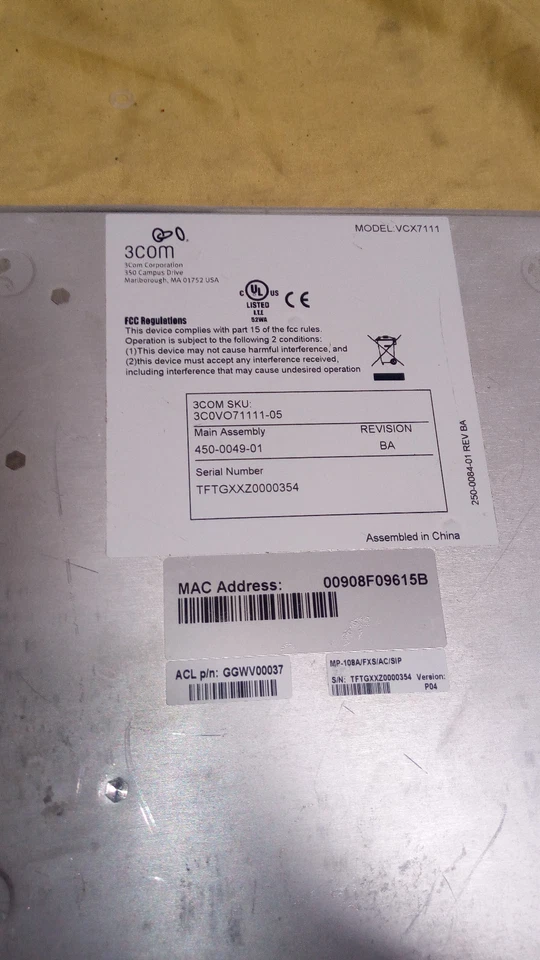 3COM
MODEL:VCX7111
3Com Corporation
350 Campus Drive
Marlborough, MA 01752 USA
C UL US
LISTED
I.T.E
52WA
CE
FCC Regulations
This device complies with part 15 of the fcc rules.
Operation is subject to the following 2 conditions:
(1)This device may not cause harmful interference, and
(2)this device must accept any interference received,
including interference that may cause undesired operation
3COM SKU:
3C0VO71111-05
Main Assembly REVISION
450-0049-01 BA
Serial Number
TFTGXXZ0000354
250-0084-01 REV BA
Assembled in China
MAC Address: 00908F09615B
ACL p/n: GGWV00037
MP-108A/FXS/AC/SIP
S/N: TFTGXXZ0000354 Version:
P04